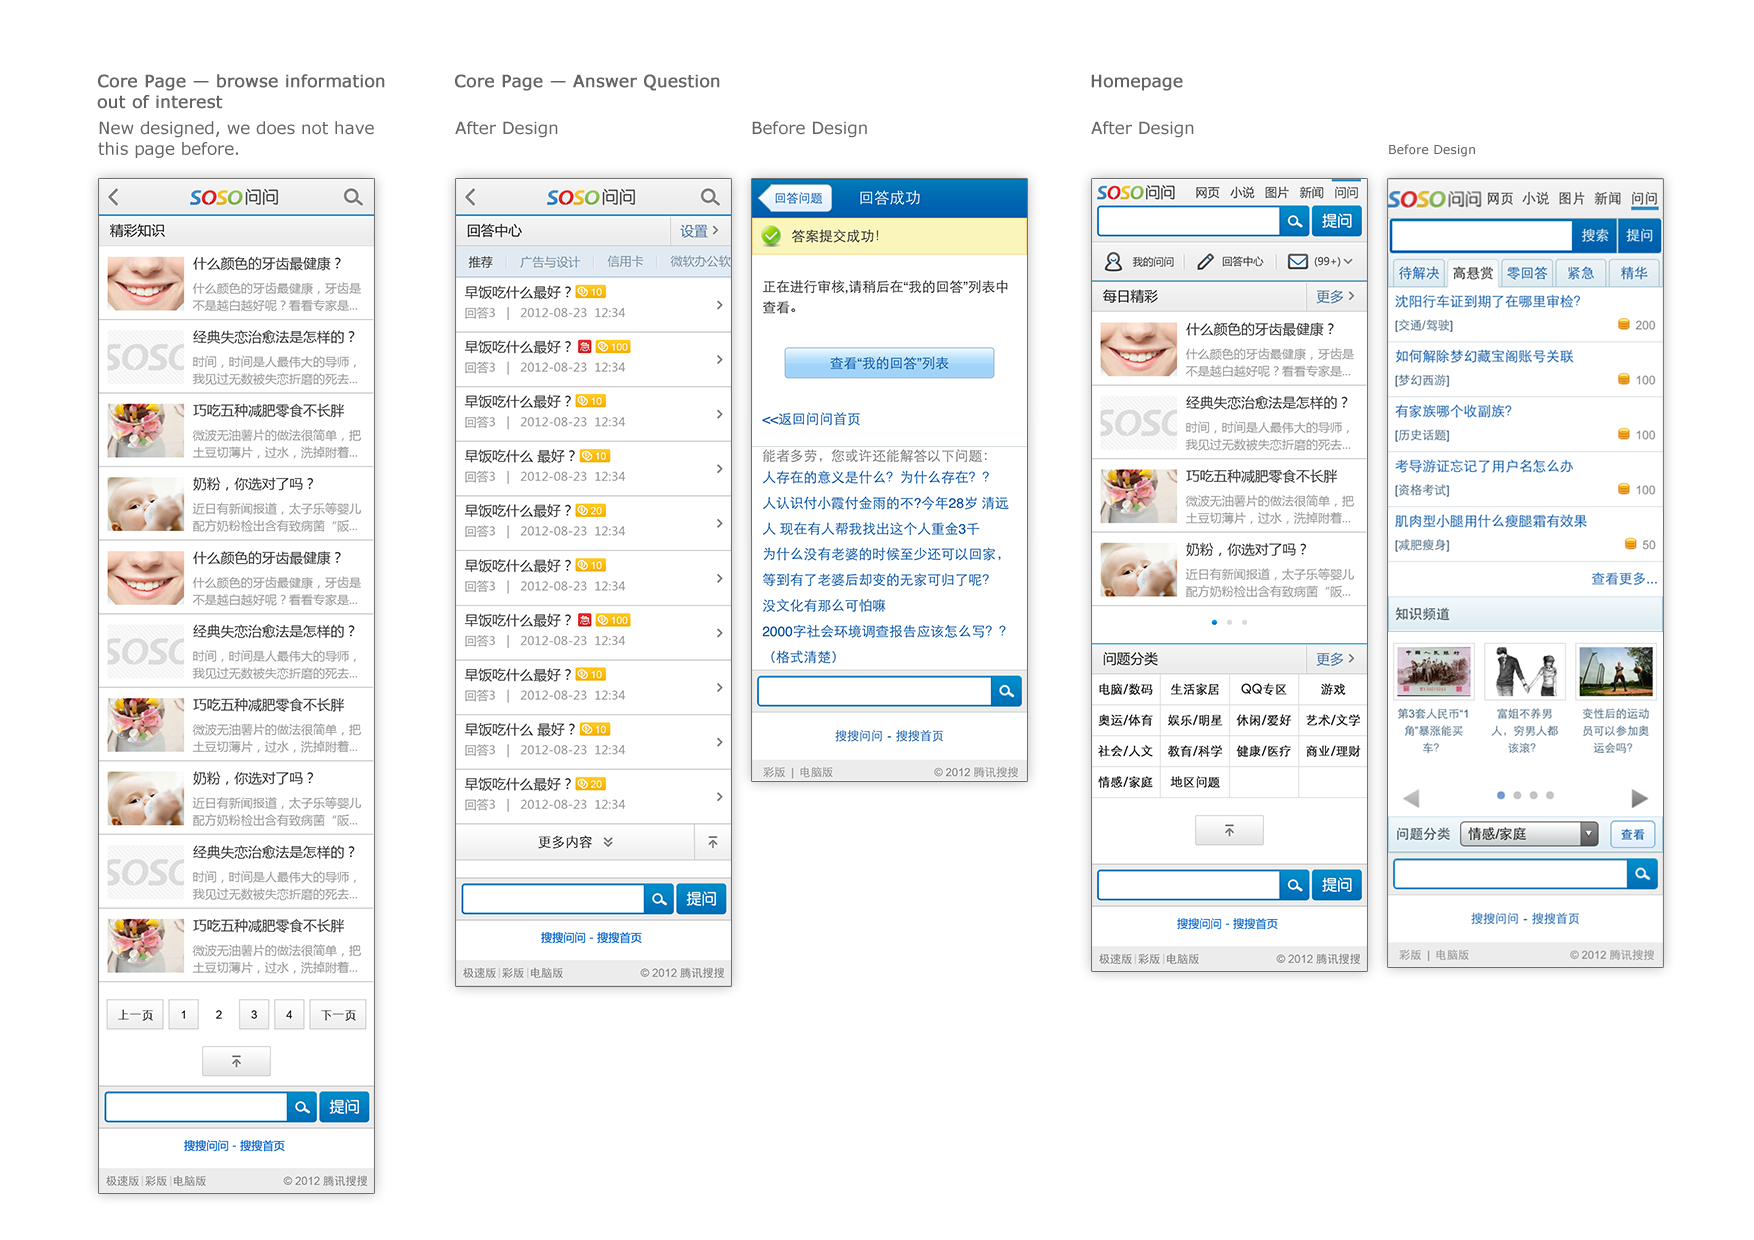 Core Page — browse information
out of interest
New designed, we does not have
this page before.
SOSO问问
精彩知识
什么颜色的牙齿最健康？
什么颜色的牙齿最健康，牙齿是
不是越白越好呢？看看专家是...
SOSO
经典失恋治愈法是怎样的？
时间，时间是人最伟大的导师，
我见过无数被失恋折磨的死去...
巧吃五种减肥零食不长胖
微波无油薯片的做法很简单，把
土豆切薄片，过水，洗掉附着...
奶粉，你选对了吗？
近日有新闻报道，太子乐等婴儿
配方奶粉检出含有致病菌“阪...
什么颜色的牙齿最健康？
什么颜色的牙齿最健康，牙齿是
不是越白越好呢？看看专家是...
SOSO
经典失恋治愈法是怎样的？
时间，时间是人最伟大的导师，
我见过无数被失恋折磨的死去...
巧吃五种减肥零食不长胖
微波无油薯片的做法很简单，把
土豆切薄片，过水，洗掉附着...
奶粉，你选对了吗？
近日有新闻报道，太子乐等婴儿
配方奶粉检出含有致病菌“阪...
SOSO
经典失恋治愈法是怎样的？
时间，时间是人最伟大的导师，
我见过无数被失恋折磨的死去...
巧吃五种减肥零食不长胖
微波无油薯片的做法很简单，把
土豆切薄片，过水，洗掉附着...
上一页 1 2 3 4 下一页
提问
搜搜问问 - 搜搜首页
极速版|彩版|电脑版 © 2012 腾讯搜搜
Core Page — Answer Question
After Design
SOSO问问
回答中心 设置
推荐 广告与设计 信用卡 微软办公软
早饭吃什么最好？ 10
回答3 | 2012-08-23 12:34
早饭吃什么最好？ 急 100
回答3 | 2012-08-23 12:34
早饭吃什么最好？ 10
回答3 | 2012-08-23 12:34
早饭吃什么 最好？ 10
回答3 | 2012-08-23 12:34
早饭吃什么最好？ 20
回答3 | 2012-08-23 12:34
早饭吃什么最好？ 10
回答3 | 2012-08-23 12:34
早饭吃什么最好？ 急 100
回答3 | 2012-08-23 12:34
早饭吃什么最好？ 10
回答3 | 2012-08-23 12:34
早饭吃什么 最好？ 10
回答3 | 2012-08-23 12:34
早饭吃什么最好？ 20
回答3 | 2012-08-23 12:34
更多内容
提问
搜搜问问 - 搜搜首页
极速版|彩版|电脑版 © 2012 腾讯搜搜
Before Design
回答问题 回答成功
答案提交成功！
正在进行审核,请稍后在“我的回答”列表中
查看。
查看“我的回答”列表
<<返回问问首页
能者多劳，您或许还能解答以下问题：
人存在的意义是什么？为什么存在？？
人认识付小霞付金雨的不?今年28岁 清远
人 现在有人帮我找出这个人重金3千
为什么没有老婆的时候至少还可以回家，
等到有了老婆后却变的无家可归了呢？
没文化有那么可怕嘛
2000字社会环境调查报告应该怎么写？？
（格式清楚）
搜搜问问 - 搜搜首页
彩版 | 电脑版 © 2012 腾讯搜搜
Homepage
After Design
SOSO问问 网页 小说 图片 新闻 问问
提问
我的问问 回答中心 (99+)
每日精彩 更多
什么颜色的牙齿最健康？
什么颜色的牙齿最健康，牙齿是
不是越白越好呢？看看专家是...
SOSO
经典失恋治愈法是怎样的？
时间，时间是人最伟大的导师，
我见过无数被失恋折磨的死去...
巧吃五种减肥零食不长胖
微波无油薯片的做法很简单，把
土豆切薄片，过水，洗掉附着...
奶粉，你选对了吗？
近日有新闻报道，太子乐等婴儿
配方奶粉检出含有致病菌“阪...
问题分类 更多
电脑/数码 生活家居 QQ专区 游戏
奥运/体育 娱乐/明星 休闲/爱好 艺术/文学
社会/人文 教育/科学 健康/医疗 商业/理财
情感/家庭 地区问题
提问
搜搜问问 - 搜搜首页
极速版|彩版|电脑版 © 2012 腾讯搜搜
Before Design
SOSO问问 网页 小说 图片 新闻 问问
搜索 提问
待解决 高悬赏 零回答 紧急 精华
沈阳行车证到期了在哪里审检?
[交通/驾驶] 200
如何解除梦幻藏宝阁账号关联
[梦幻西游] 100
有家族哪个收副族?
[历史话题] 100
考导游证忘记了用户名怎么办
[资格考试] 100
肌肉型小腿用什么瘦腿霜有效果
[减肥瘦身] 50
查看更多...
知识频道
第3套人民币“1
角”暴涨能买
车?
富姐不养男
人，穷男人都
该滚?
变性后的运动
员可以参加奥
运会吗?
问题分类 情感/家庭 查看
搜搜问问 - 搜搜首页
彩版 | 电脑版 © 2012 腾讯搜搜